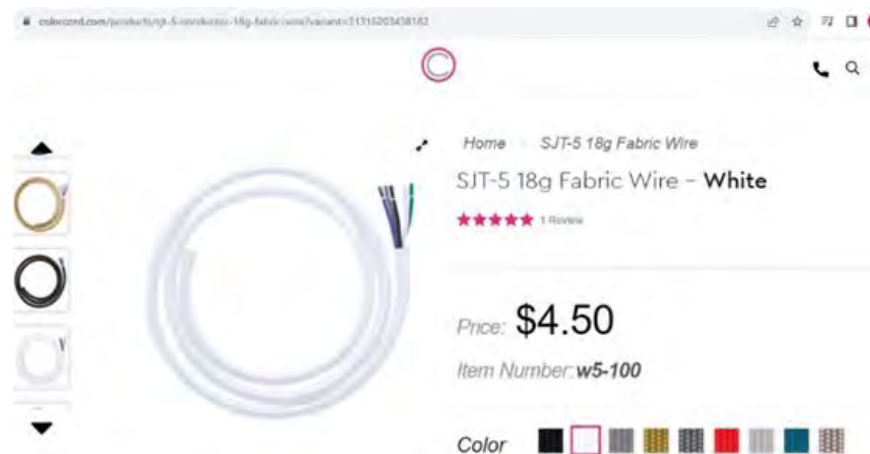 Home SJT-5 18g Fabric Wire
SJT-5 18g Fabric Wire – White
1 Review
Price: $4.50
Item Number: w5-100
Color